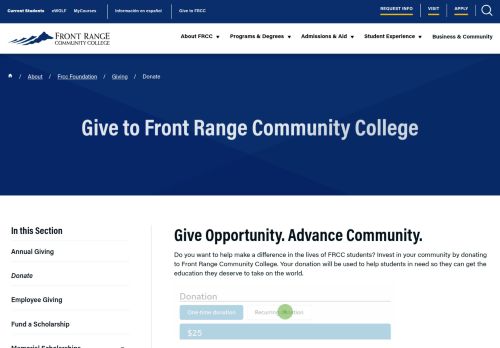 Current Students eWOLF MyCourses Información en español Give to FRCC REQUEST INFO VISIT APPLY
FRONT RANGE
COMMUNITY COLLEGE
About FRCC Programs & Degrees Admissions & Aid Student Experience Business & Community
/ About / Frcc Foundation / Giving / Donate
Give to Front Range Community College
In this Section
Annual Giving
Donate
Employee Giving
Fund a Scholarship
Memorial Scholarships
Give Opportunity. Advance Community.
Do you want to help make a difference in the lives of FRCC students? Invest in your community by donating
to Front Range Community College. Your donation will be used to help students in need so they can get the
education they deserve to take on the world.
Donation
One-time donation Recurring donation
$25